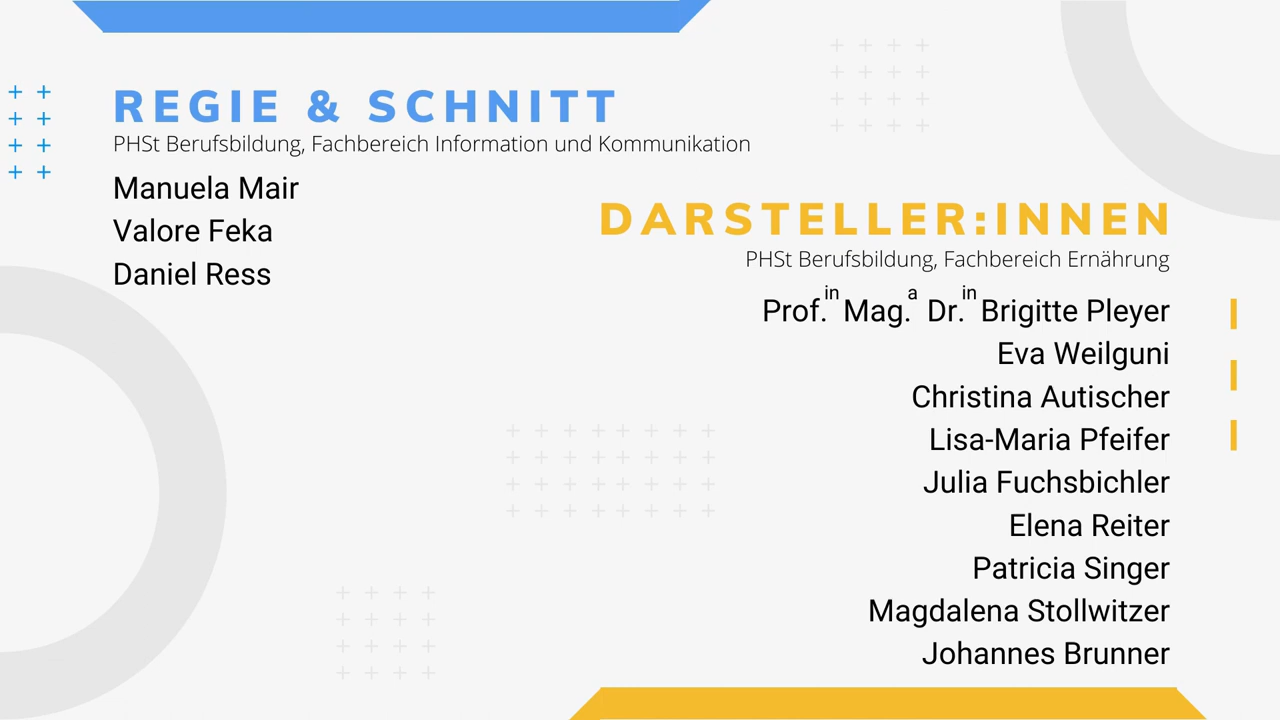 REGIE & SCHNITT
PHSt Berufsbildung, Fachbereich Information und Kommunikation
Manuela Mair
Valore Feka
Daniel Ress
DARSTELLER:INNEN
PHSt Berufsbildung, Fachbereich Ernährung
Prof.in Mag.a Dr.in Brigitte Pleyer
Eva Weilguni
Christina Autischer
Lisa-Maria Pfeifer
Julia Fuchsbichler
Elena Reiter
Patricia Singer
Magdalena Stollwitzer
Johannes Brunner